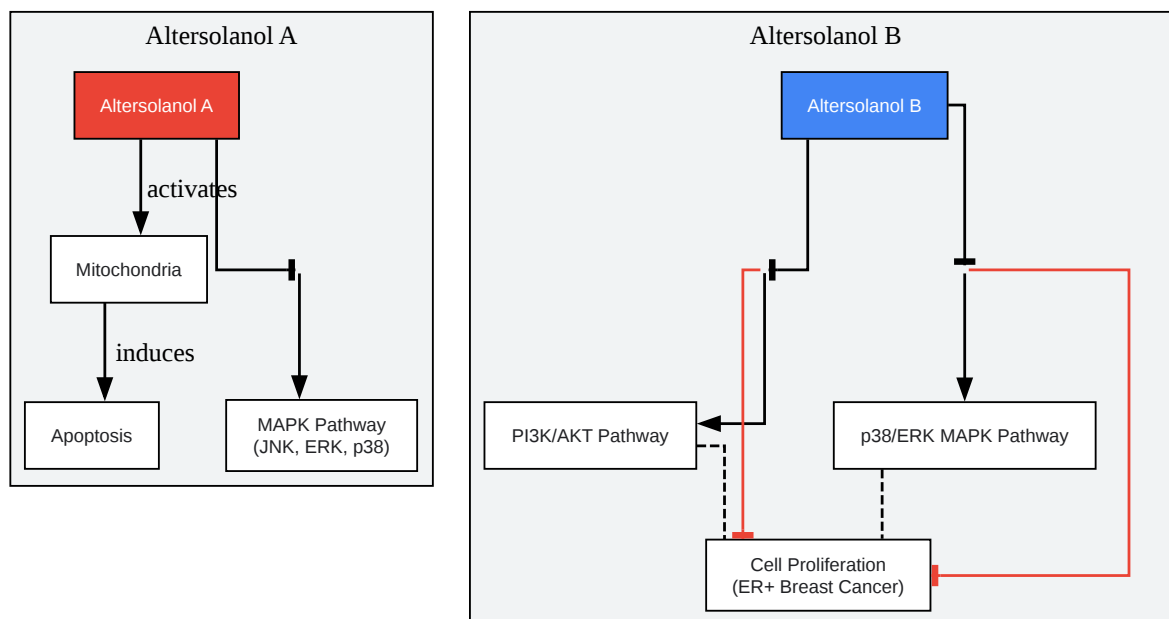 Altersolanol A
Altersolanol A
activates
Mitochondria
induces
Apoptosis
MAPK Pathway
(JNK, ERK, p38)
Altersolanol B
Altersolanol B
PI3K/AKT Pathway
p38/ERK MAPK Pathway
Cell Proliferation
(ER+ Breast Cancer)